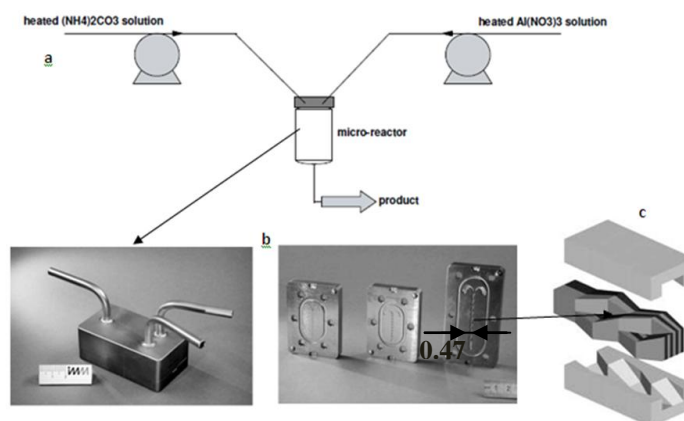 heated (NH4)2CO3 solution
heated Al(NO3)3 solution
a
micro-reactor
product
b
c
0.47